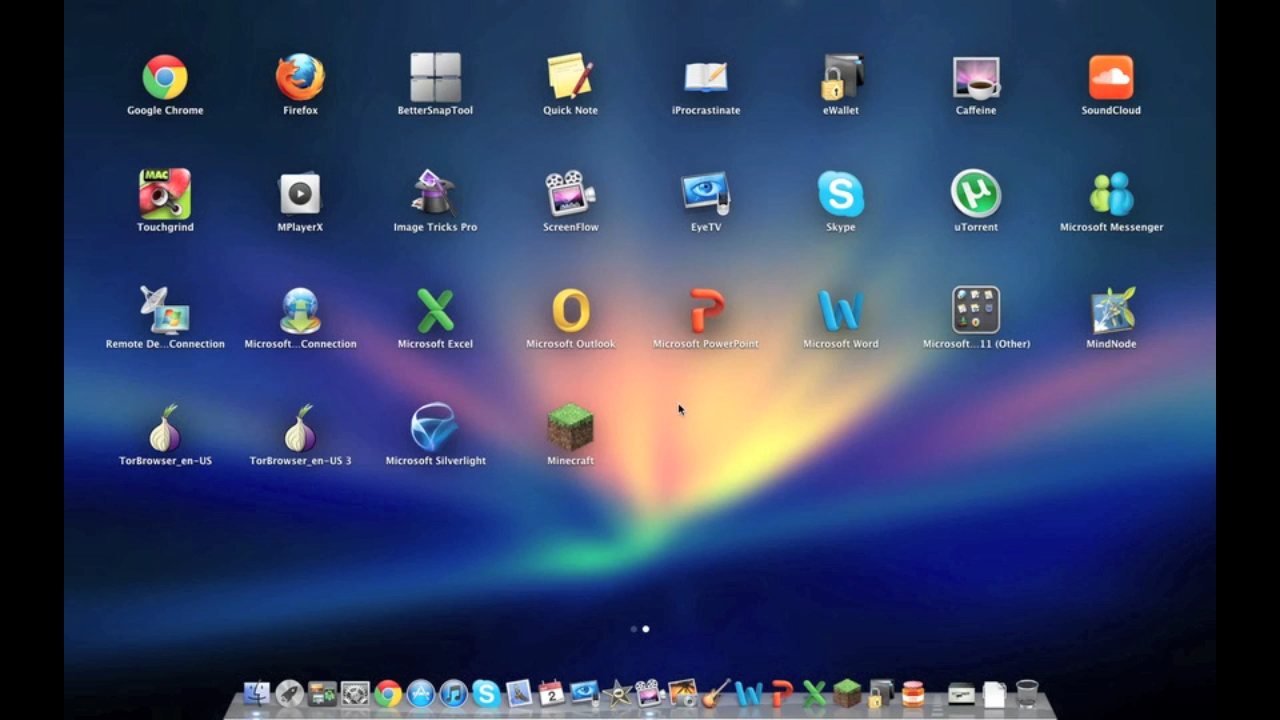 Google Chrome
Firefox
BetterSnapTool
Quick Note
iProcrastinate
eWallet
Caffeine
SoundCloud
MAC
Touchgrind
MPlayerX
Image Tricks Pro
ScreenFlow
EyeTV
Skype
uTorrent
Microsoft Messenger
Remote De...Connection
Microsoft...Connection
Microsoft Excel
Microsoft Outlook
Microsoft PowerPoint
Microsoft Word
Microsoft...11 (Other)
MindNode
TorBrowser_en-US
TorBrowser_en-US 3
Microsoft Silverlight
Minecraft
2